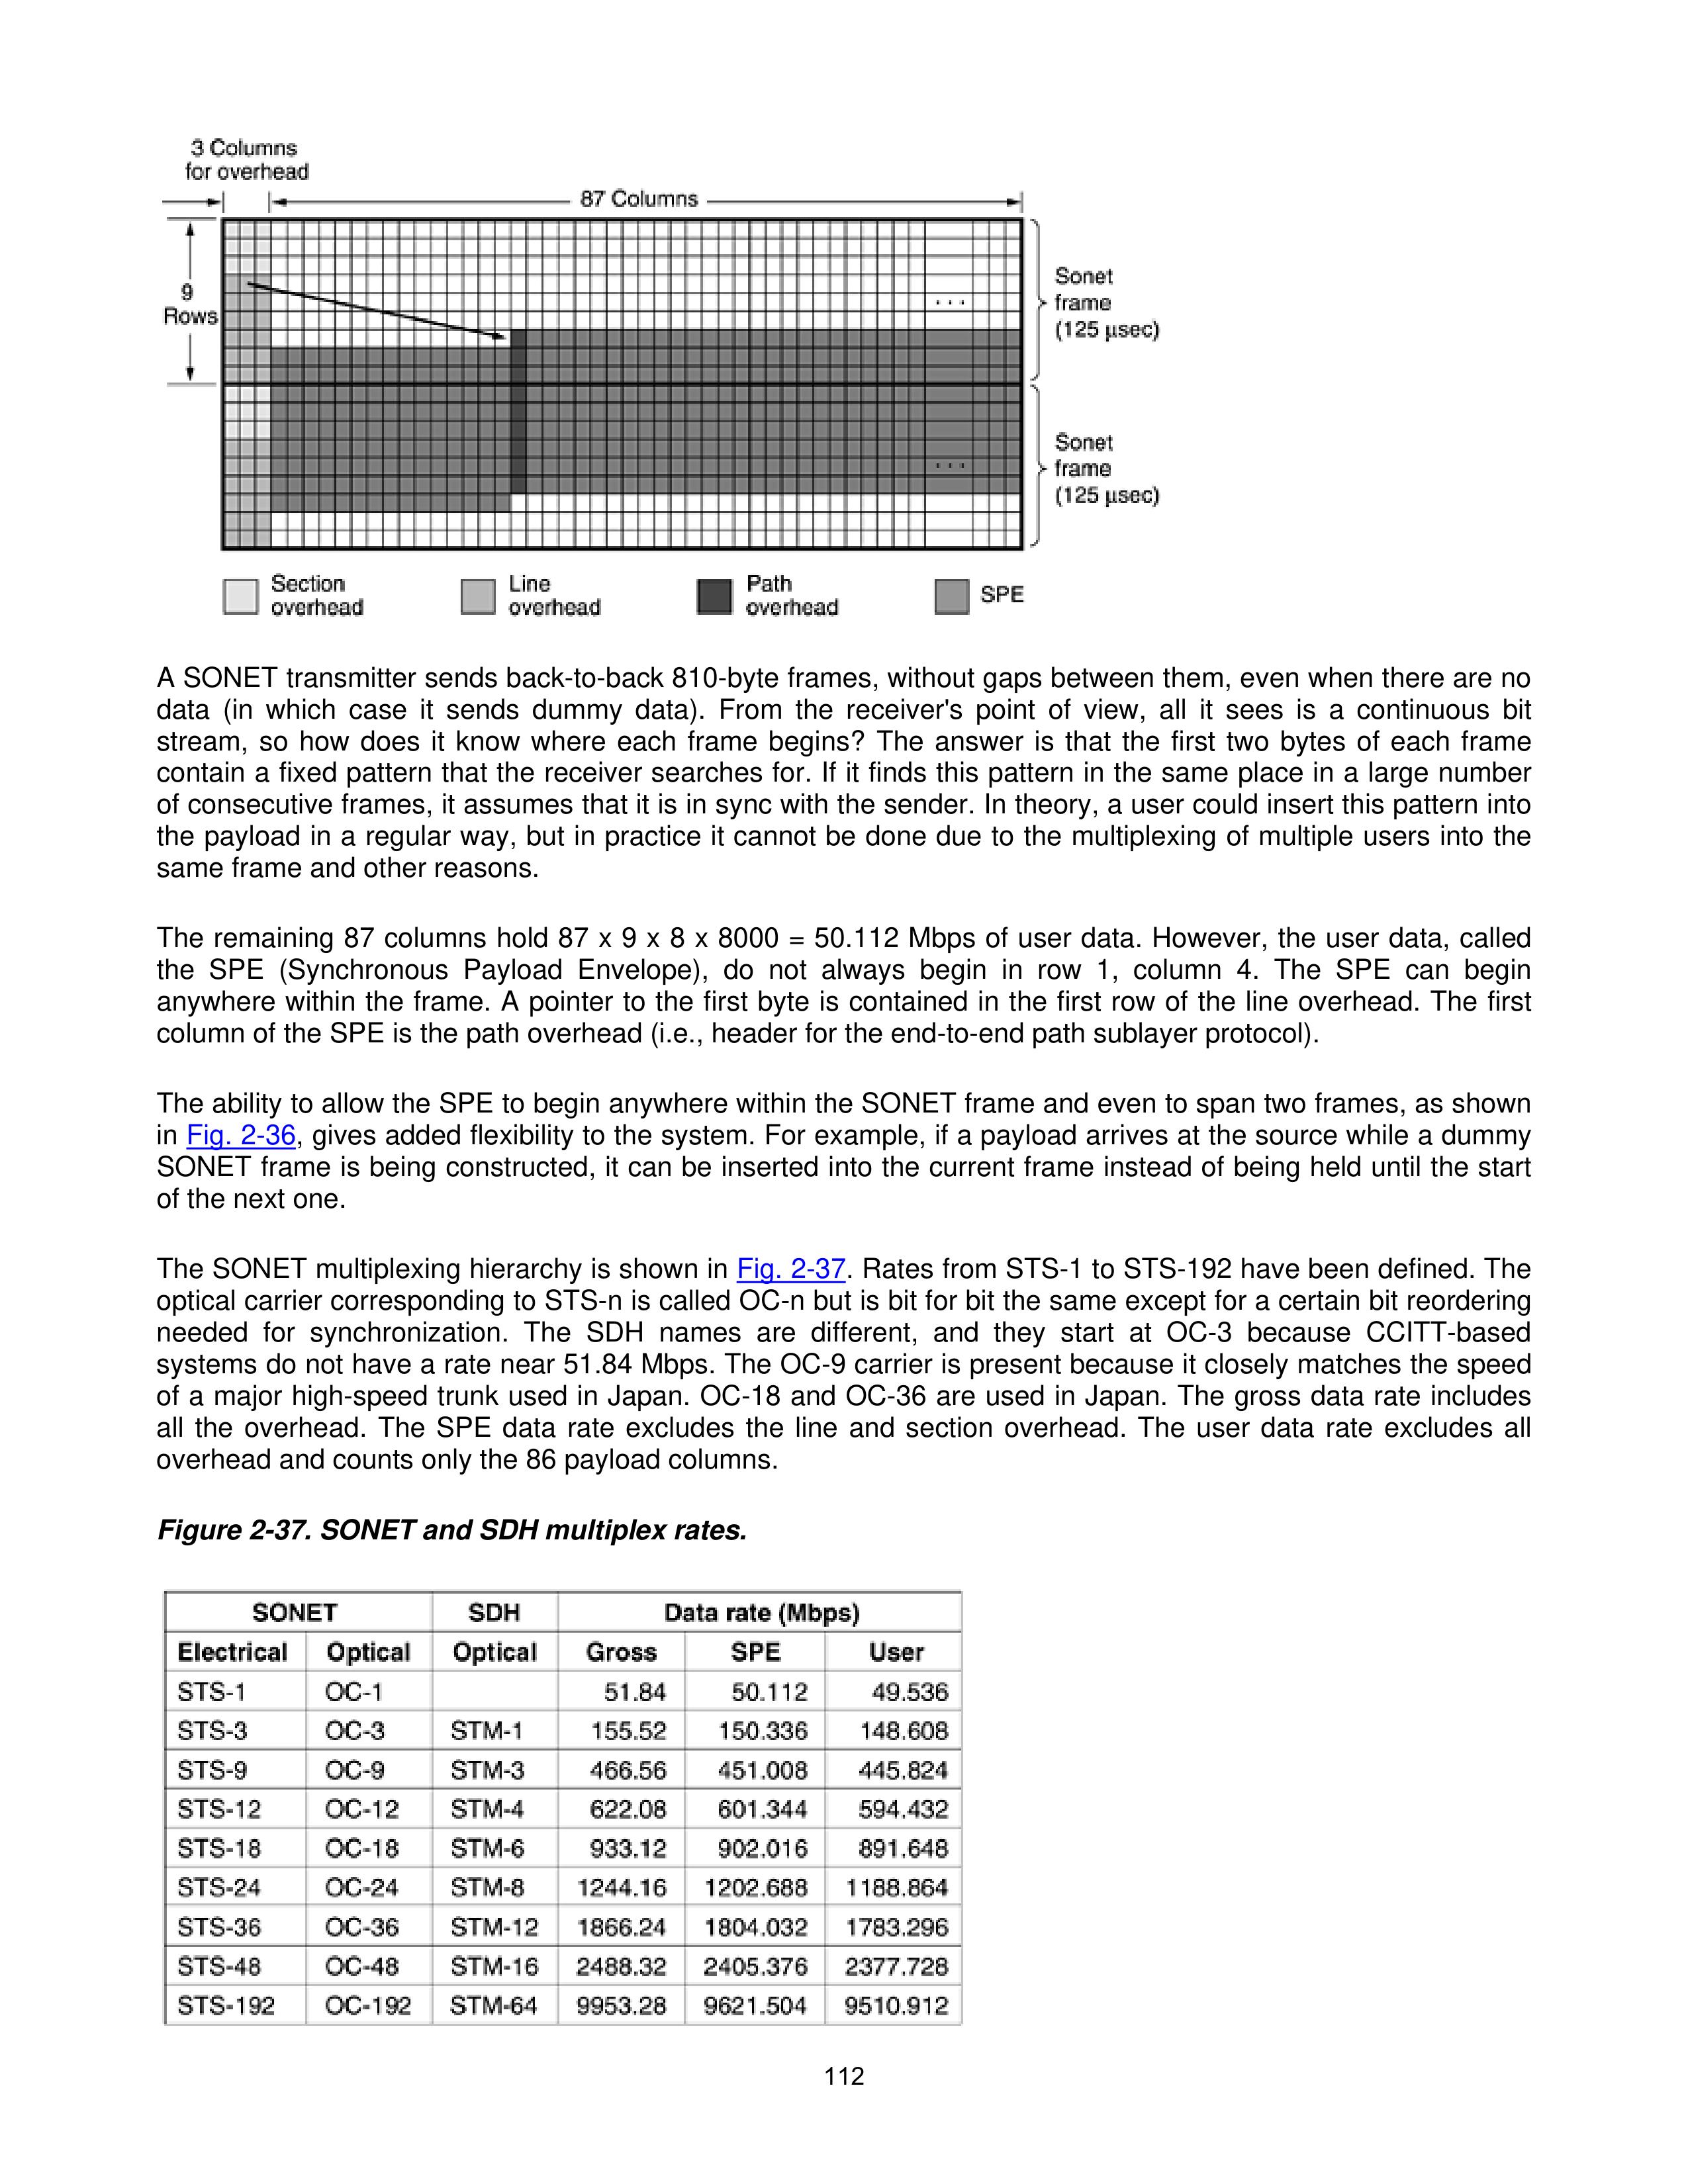 3 Columns
for overhead
87 Columns
9
Rows
Sonet
frame
(125 μsec)
Sonet
frame
(125 μsec)
. . .
. . .
Section
overhead
Line
overhead
Path
overhead
SPE
A SONET transmitter sends back-to-back 810-byte frames, without gaps between them, even when there are no
data (in which case it sends dummy data). From the receiver's point of view, all it sees is a continuous bit
stream, so how does it know where each frame begins? The answer is that the first two bytes of each frame
contain a fixed pattern that the receiver searches for. If it finds this pattern in the same place in a large number
of consecutive frames, it assumes that it is in sync with the sender. In theory, a user could insert this pattern into
the payload in a regular way, but in practice it cannot be done due to the multiplexing of multiple users into the
same frame and other reasons.
The remaining 87 columns hold 87 x 9 x 8 x 8000 = 50.112 Mbps of user data. However, the user data, called
the SPE (Synchronous Payload Envelope), do not always begin in row 1, column 4. The SPE can begin
anywhere within the frame. A pointer to the first byte is contained in the first row of the line overhead. The first
column of the SPE is the path overhead (i.e., header for the end-to-end path sublayer protocol).
The ability to allow the SPE to begin anywhere within the SONET frame and even to span two frames, as shown
in Fig. 2-36, gives added flexibility to the system. For example, if a payload arrives at the source while a dummy
SONET frame is being constructed, it can be inserted into the current frame instead of being held until the start
of the next one.
The SONET multiplexing hierarchy is shown in Fig. 2-37. Rates from STS-1 to STS-192 have been defined. The
optical carrier corresponding to STS-n is called OC-n but is bit for bit the same except for a certain bit reordering
needed for synchronization. The SDH names are different, and they start at OC-3 because CCITT-based
systems do not have a rate near 51.84 Mbps. The OC-9 carrier is present because it closely matches the speed
of a major high-speed trunk used in Japan. OC-18 and OC-36 are used in Japan. The gross data rate includes
all the overhead. The SPE data rate excludes the line and section overhead. The user data rate excludes all
overhead and counts only the 86 payload columns.
Figure 2-37. SONET and SDH multiplex rates.
SONET SDH Data rate (Mbps)
Electrical Optical Optical Gross SPE User
STS-1 OC-1 51.84 50.112 49.536
STS-3 OC-3 STM-1 155.52 150.336 148.608
STS-9 OC-9 STM-3 466.56 451.008 445.824
STS-12 OC-12 STM-4 622.08 601.344 594.432
STS-18 OC-18 STM-6 933.12 902.016 891.648
STS-24 OC-24 STM-8 1244.16 1202.688 1188.864
STS-36 OC-36 STM-12 1866.24 1804.032 1783.296
STS-48 OC-48 STM-16 2488.32 2405.376 2377.728
STS-192 OC-192 STM-64 9953.28 9621.504 9510.912
112